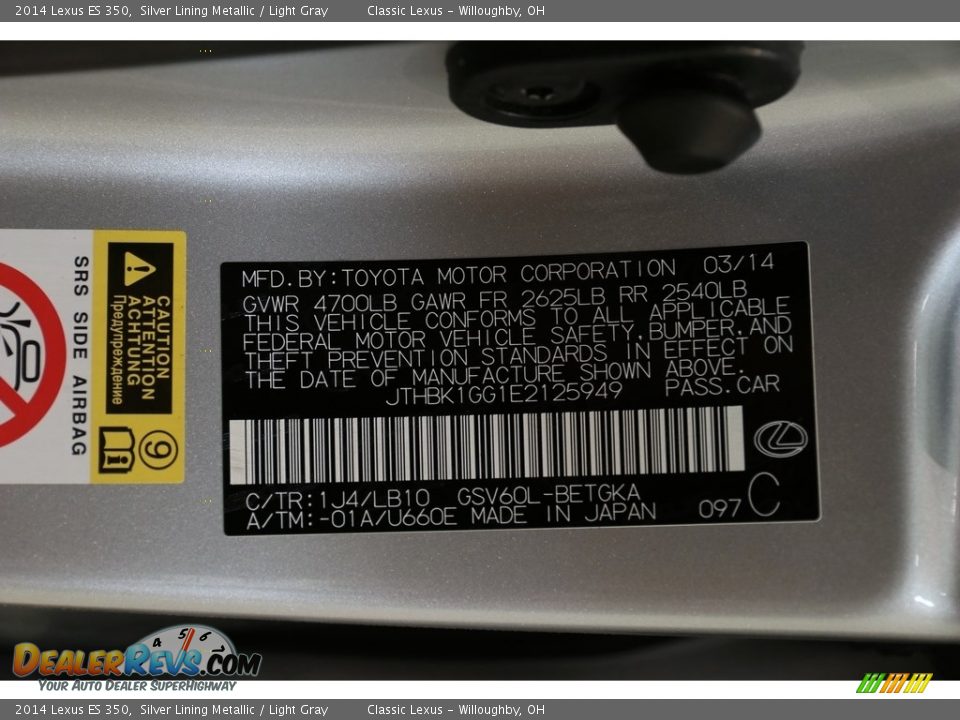 2014 Lexus ES 350,  Silver Lining Metallic / Light Gray        Classic Lexus - Willoughby, OH
MFD.BY:TOYOTA MOTOR CORPORATION  03/14
GVWR 4700LB GAWR FR 2625LB RR 2540LB
THIS VEHICLE CONFORMS TO ALL APPLICABLE
FEDERAL MOTOR VEHICLE SAFETY,BUMPER,AND
THEFT PREVENTION STANDARDS IN EFFECT ON
THE DATE OF MANUFACTURE SHOWN ABOVE.
JTHBK1GG1E2125949  PASS.CAR
C/TR:1J4/LB10  GSV60L-BETGKA
A/TM:-01A/U660E MADE IN JAPAN  097 C
CAUTION
ATTENTION
ACHTUNG
Предупреждение
9
SRS SIDE AIRBAG
4 5 6
DEALERREVS.COM
YOUR AUTO DEALER SUPERHIGHWAY
2014 Lexus ES 350,  Silver Lining Metallic / Light Gray        Classic Lexus - Willoughby, OH